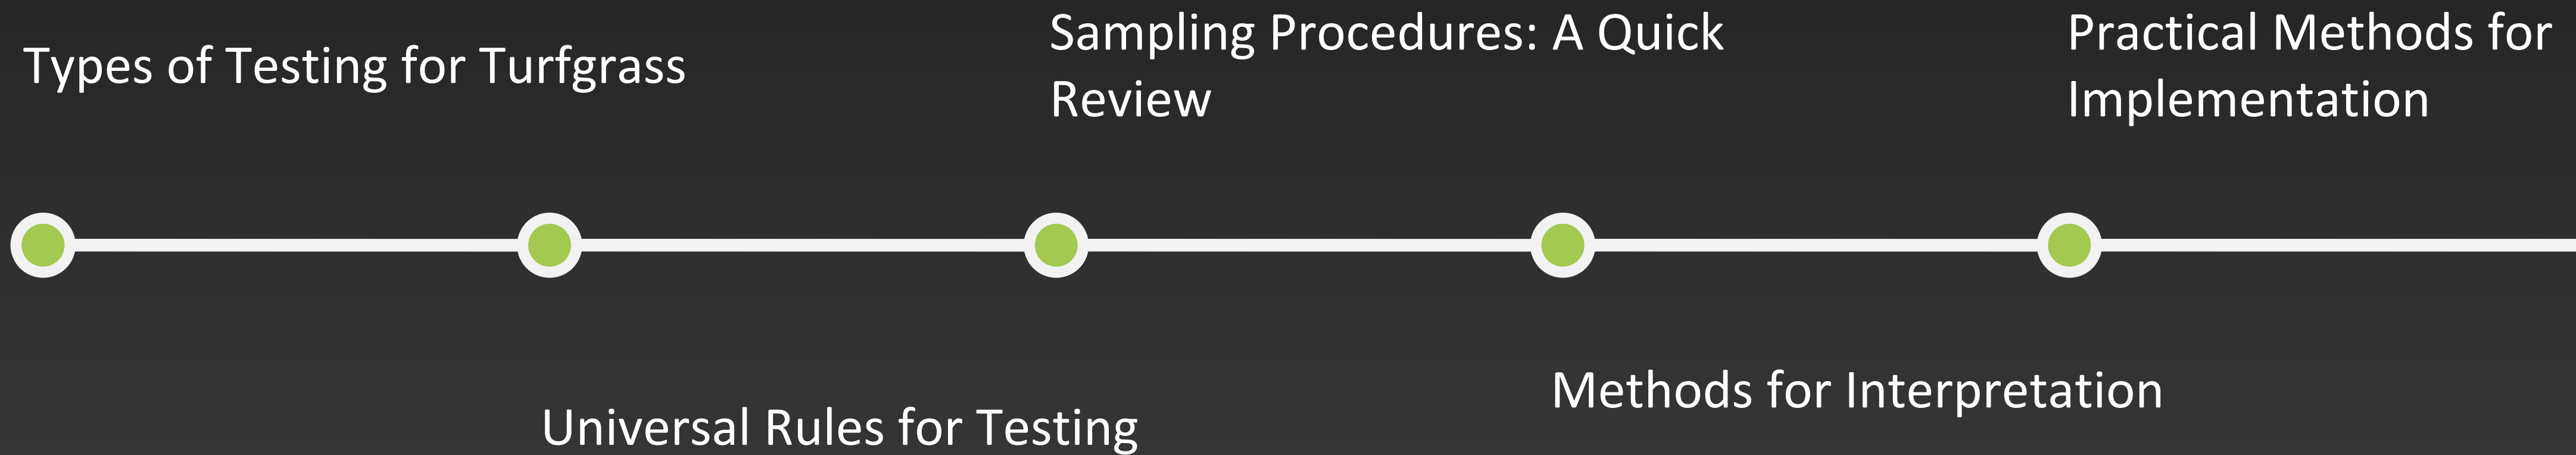 Types of Testing for Turfgrass
Universal Rules for Testing
Sampling Procedures: A Quick
Review
Methods for Interpretation
Practical Methods for
Implementation